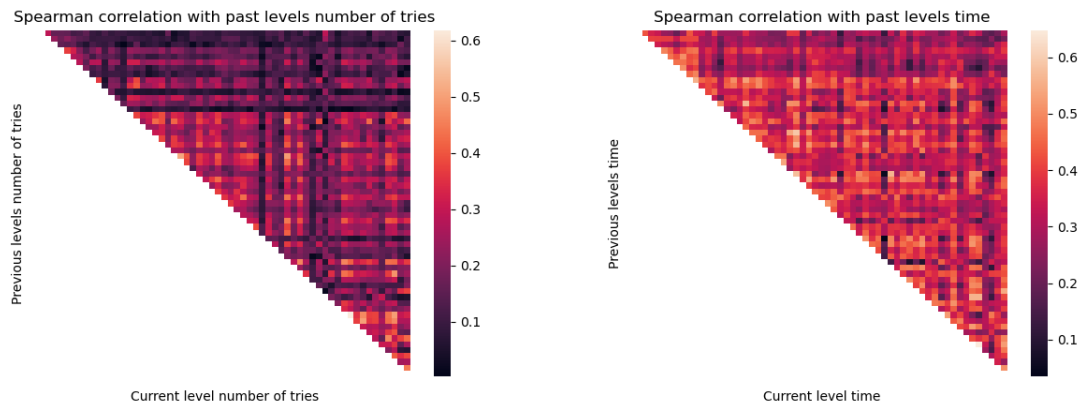 Spearman correlation with past levels number of tries
Previous levels number of tries
Current level number of tries
0.6
0.5
0.4
0.3
0.2
0.1
Spearman correlation with past levels time
Previous levels time
Current level time
0.6
0.5
0.4
0.3
0.2
0.1